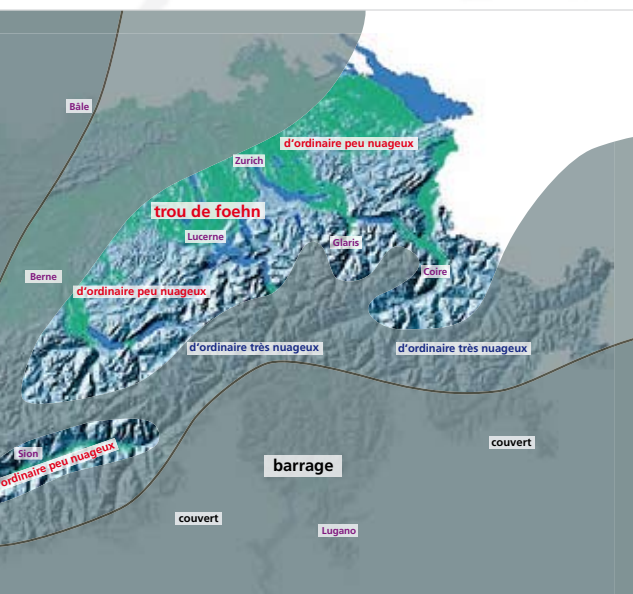 Bâle
d'ordinaire peu nuageux
Zurich
trou de foehn
Lucerne
Glaris
Coire
Berne
d'ordinaire peu nuageux
d'ordinaire très nuageux
d'ordinaire très nuageux
couvert
Sion
ordinaire peu nuageux
barrage
couvert
Lugano